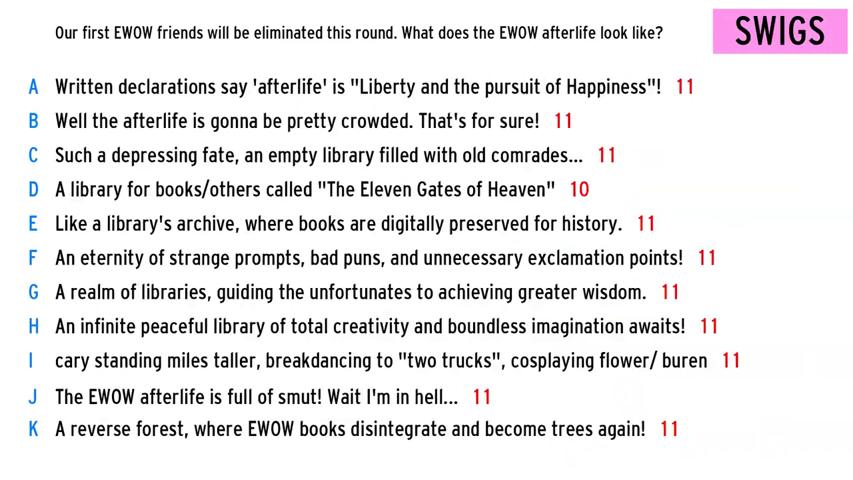 Our first EWOW friends will be eliminated this round. What does the EWOW afterlife look like?
SWIGS
A Written declarations say 'afterlife' is "Liberty and the pursuit of Happiness"! 11
B Well the afterlife is gonna be pretty crowded. That's for sure! 11
C Such a depressing fate, an empty library filled with old comrades... 11
D A library for books/others called "The Eleven Gates of Heaven" 10
E Like a library's archive, where books are digitally preserved for history. 11
F An eternity of strange prompts, bad puns, and unnecessary exclamation points! 11
G A realm of libraries, guiding the unfortunates to achieving greater wisdom. 11
H An infinite peaceful library of total creativity and boundless imagination awaits! 11
I cary standing miles taller, breakdancing to "two trucks", cosplaying flower/ buren 11
J The EWOW afterlife is full of smut! Wait I'm in hell... 11
K A reverse forest, where EWOW books disintegrate and become trees again! 11